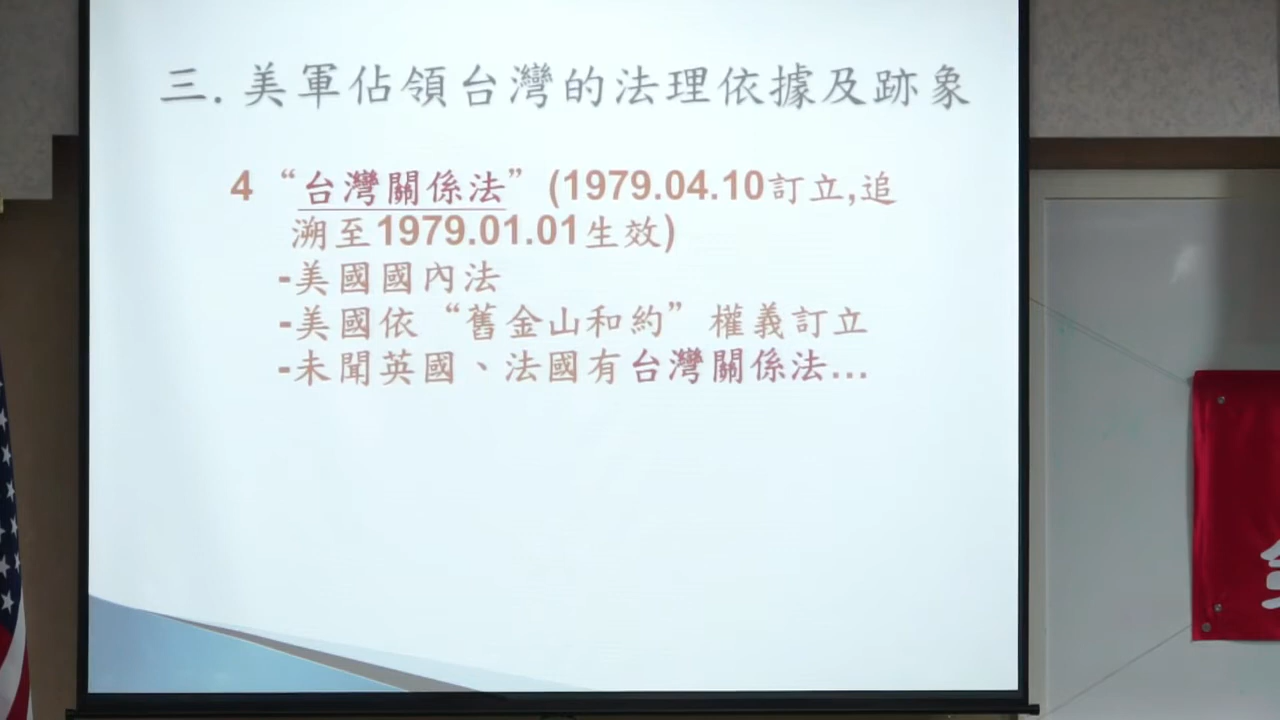 三. 美軍佔領台灣的法理依據及跡象
4 “台灣關係法” (1979.04.10訂立,追
溯至1979.01.01生效)
-美國國內法
-美國依 “舊金山和約” 權義訂立
-未聞英國、法國有台灣關係法...